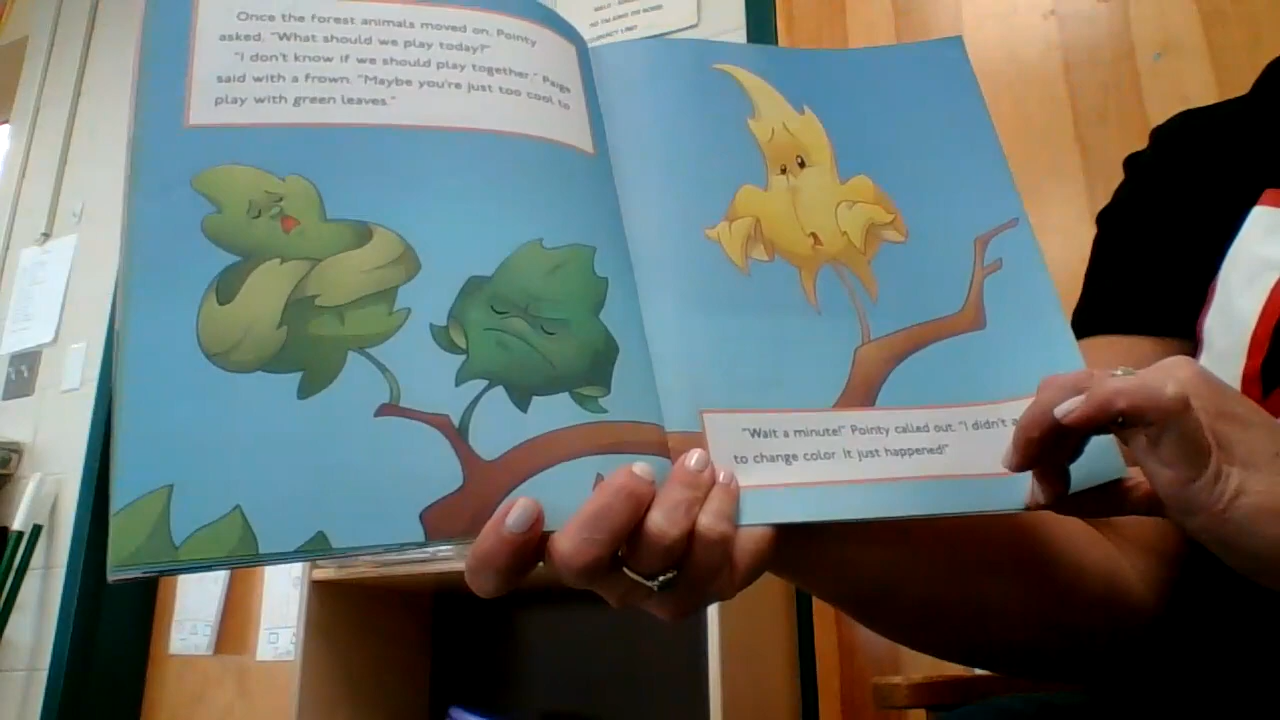 Once the forest animals moved on, Pointy
asked, "What should we play today?"
"I don't know if we should play together," Paige
said with a frown. "Maybe you're just too cool to
play with green leaves."
"Wait a minute!" Pointy called out. "I didn't a
to change color. It just happened!"